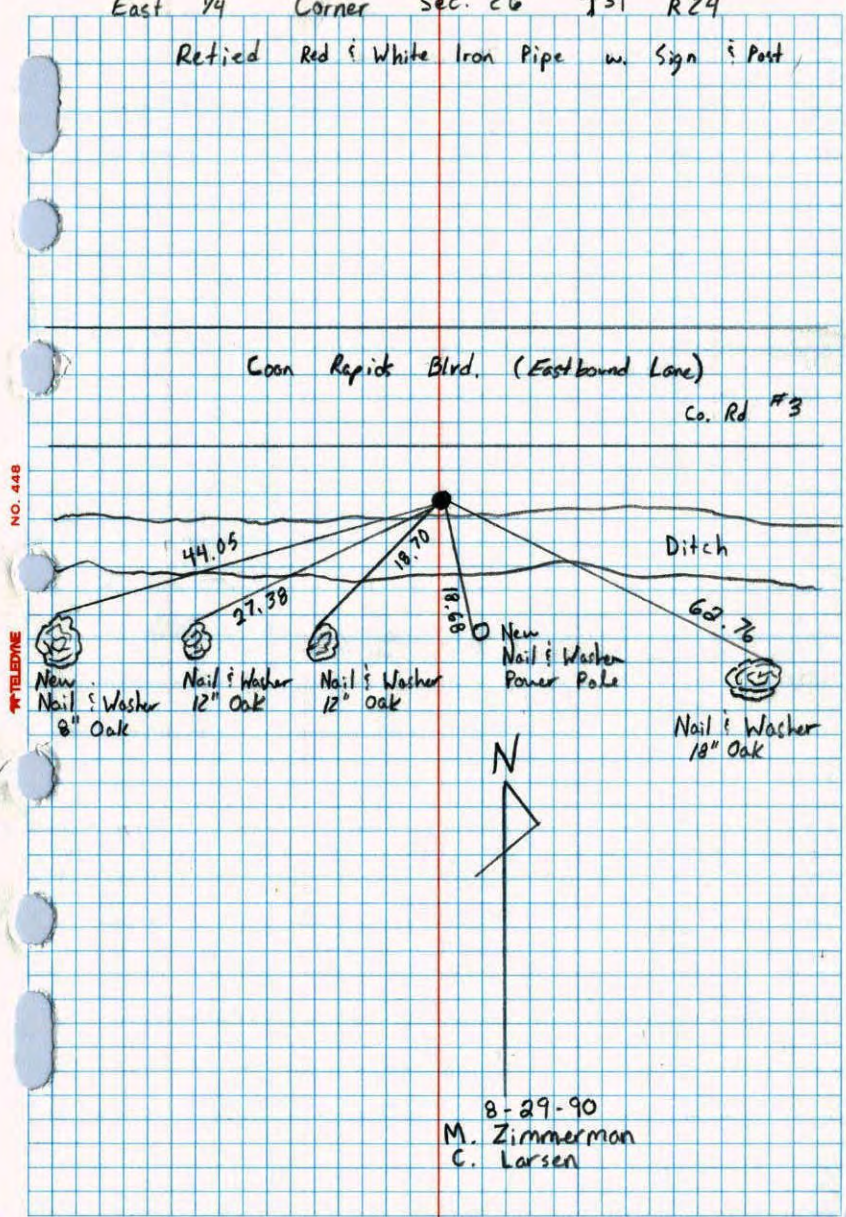 East 1/4 Corner Sec. 26 T31 R24
Retied Red & White Iron Pipe w. Sign & Post
Coon Rapids Blvd. (Eastbound Lane)
Co. Rd #3
NO. 448
TELEDYNE
44.05
27.38
18.70
18.68
62.76
Ditch
New
Nail & Washer
8" Oak
Nail & Washer
12" Oak
Nail & Washer
12" Oak
New
Nail & Washer
Power Pole
Nail & Washer
18" Oak
N
8-29-90
M. Zimmerman
C. Larsen